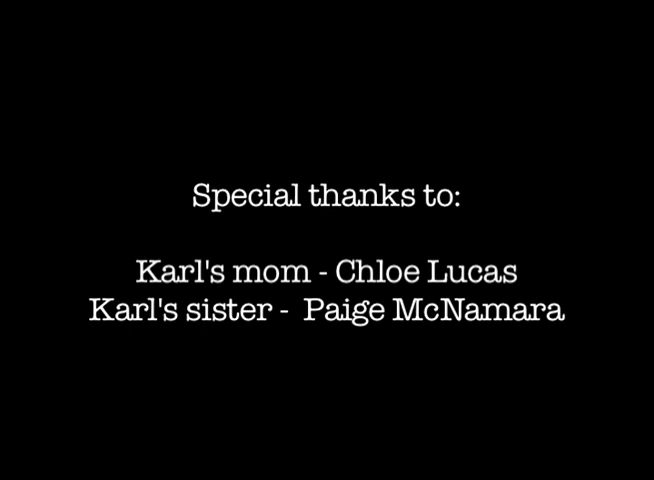 Special thanks to:
Karl's mom - Chloe Lucas
Karl's sister - Paige McNamara